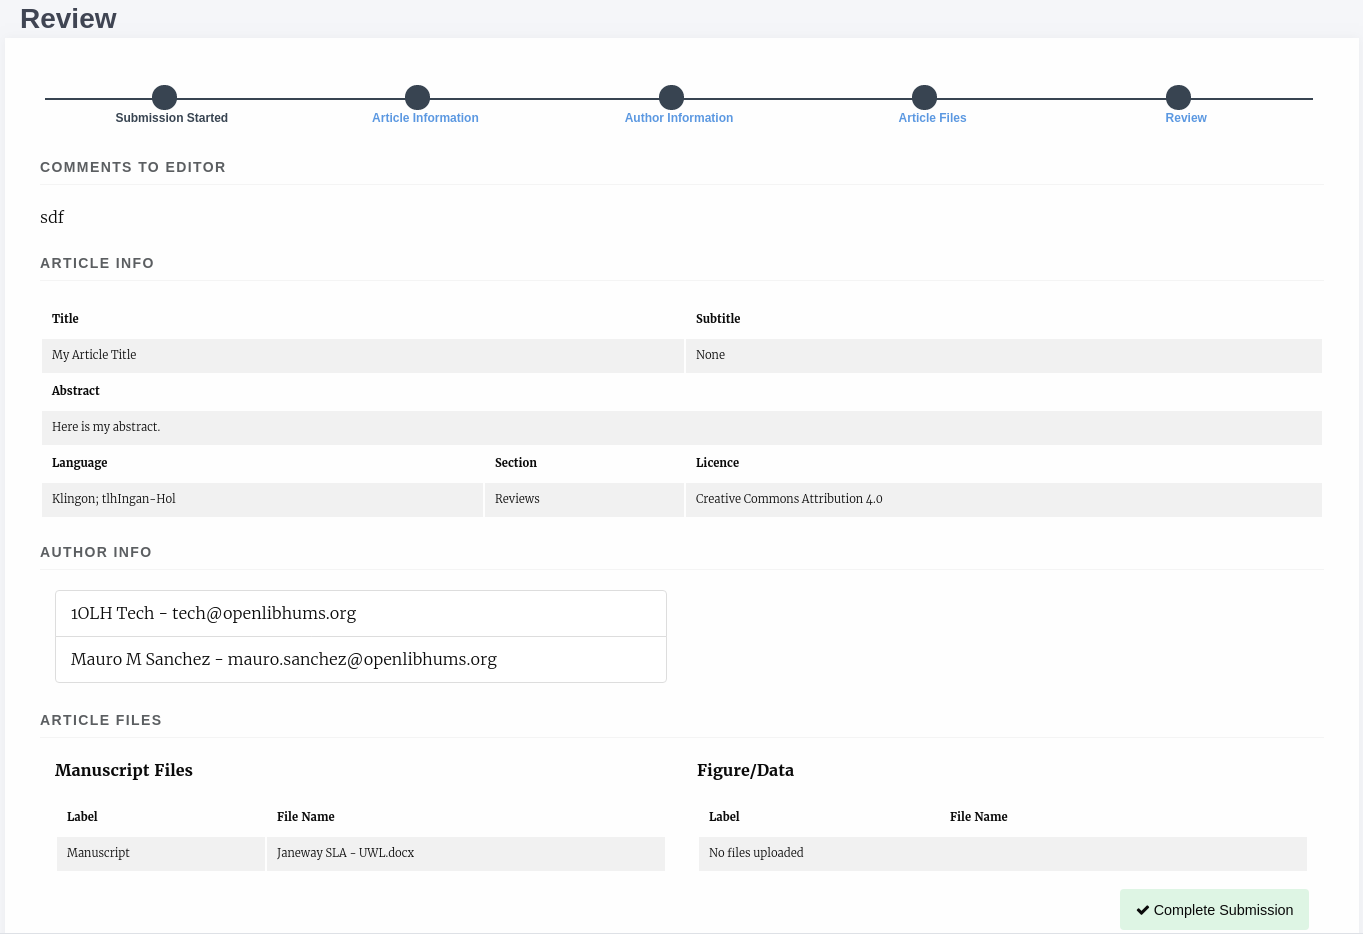 Review
Submission Started Article Information Author Information Article Files Review
COMMENTS TO EDITOR
sdf
ARTICLE INFO
Title Subtitle
My Article Title None
Abstract
Here is my abstract.
Language Section Licence
Klingon; tlhIngan-Hol Reviews Creative Commons Attribution 4.0
AUTHOR INFO
1OLH Tech - tech@openlibhums.org
Mauro M Sanchez - mauro.sanchez@openlibhums.org
ARTICLE FILES
Manuscript Files Figure/Data
Label File Name Label File Name
Manuscript Janeway SLA - UWL.docx No files uploaded
Complete Submission